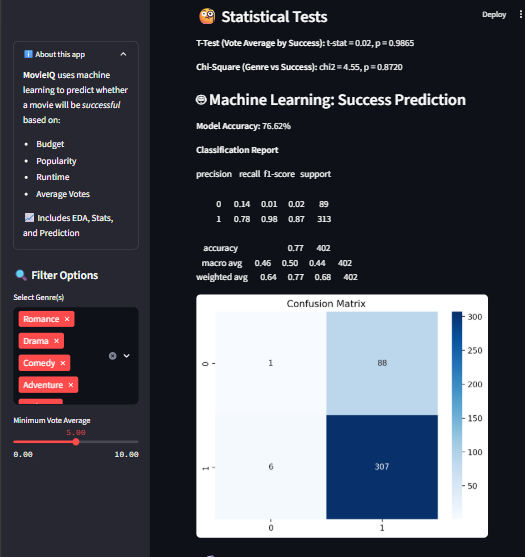 Deploy
About this app
MovieIQ uses machine
learning to predict whether
a movie will be successful
based on:
• Budget
• Popularity
• Runtime
• Average Votes
Includes EDA, Stats,
and Prediction
Filter Options
Select Genre(s)
Romance ×
Drama ×
Comedy ×
Adventure ×
Minimum Vote Average
5.00
0.00 10.00
Statistical Tests
T-Test (Vote Average by Success): t-stat = 0.02, p = 0.9865
Chi-Square (Genre vs Success): chi2 = 4.55, p = 0.8720
Machine Learning: Success Prediction
Model Accuracy: 76.62%
Classification Report
precision recall f1-score support
0 0.14 0.01 0.02 89
1 0.78 0.98 0.87 313
accuracy 0.77 402
macro avg 0.46 0.50 0.44 402
weighted avg 0.64 0.77 0.68 402
Confusion Matrix
0 1 88
1 6 307
0 1
300
250
200
150
100
50